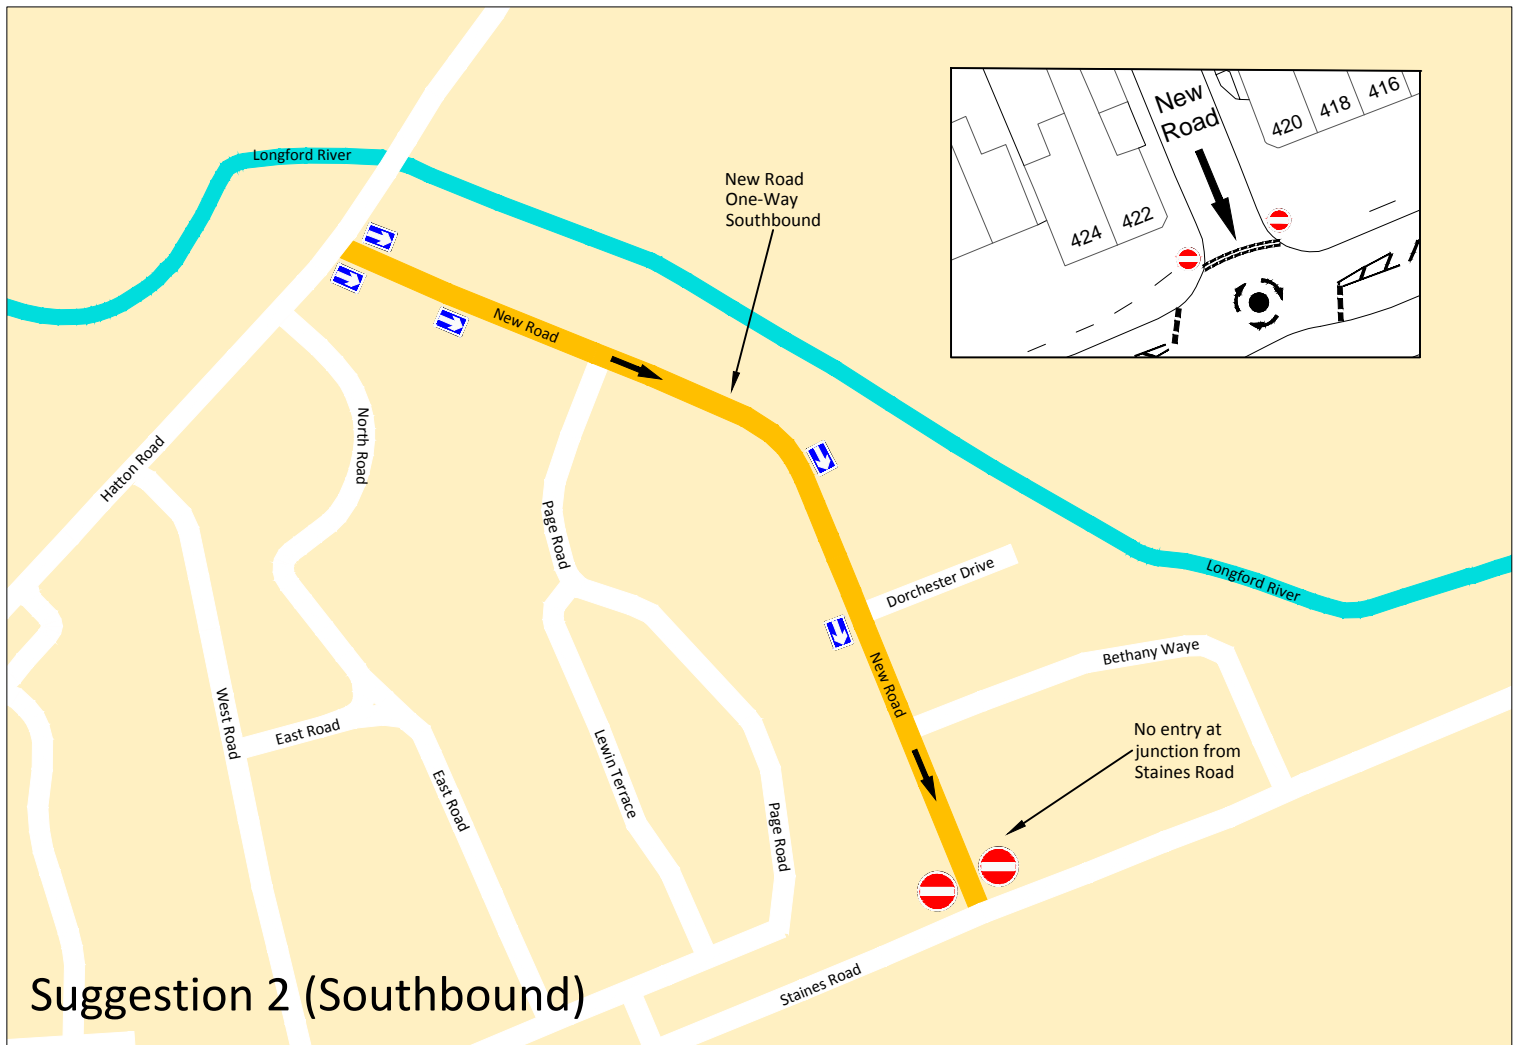 Longford River
New Road
One-Way
Southbound
New
Road
420
418
416
424
422
New Road
North Road
Hatton Road
Page Road
Dorchester Drive
Longford River
Bethany Waye
New Road
West Road
East Road
Lewin Terrace
East Road
Page Road
No entry at
junction from
Staines Road
Staines Road
Suggestion 2 (Southbound)